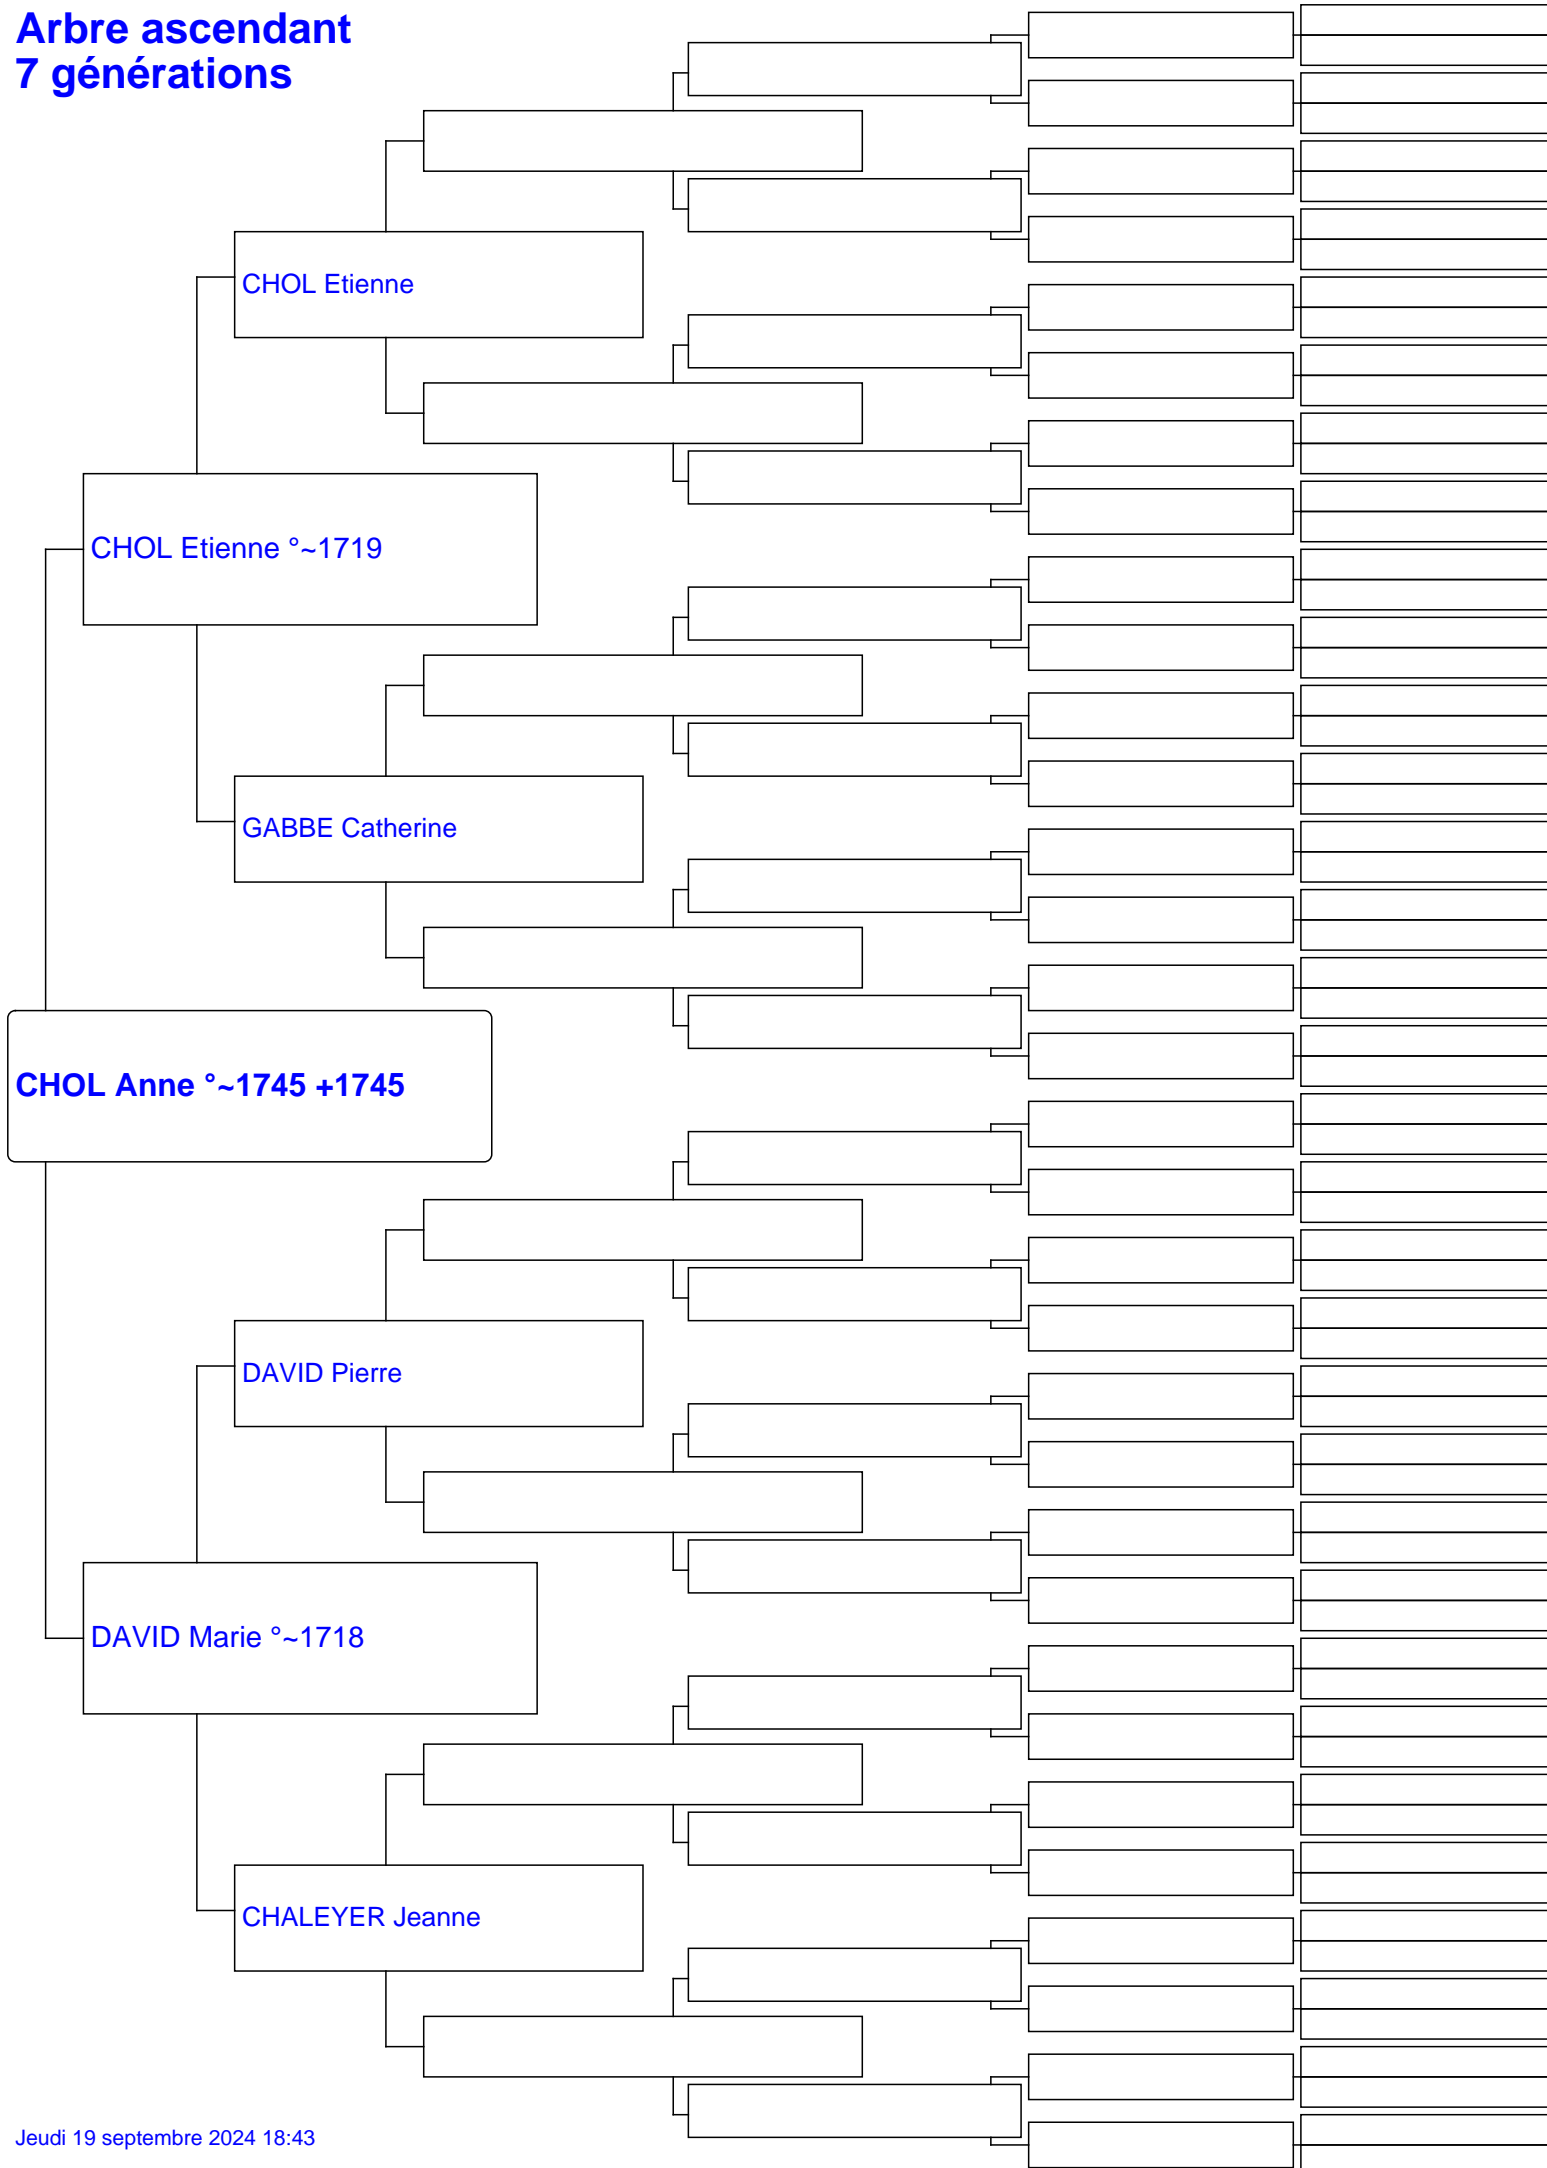 Arbre ascendant
7 générations
CHOL Etienne
CHOL Etienne °~1719
GABBE Catherine
CHOL Anne °~1745 +1745
DAVID Pierre
DAVID Marie °~1718
CHALEYER Jeanne
Jeudi 19 septembre 2024 18:43